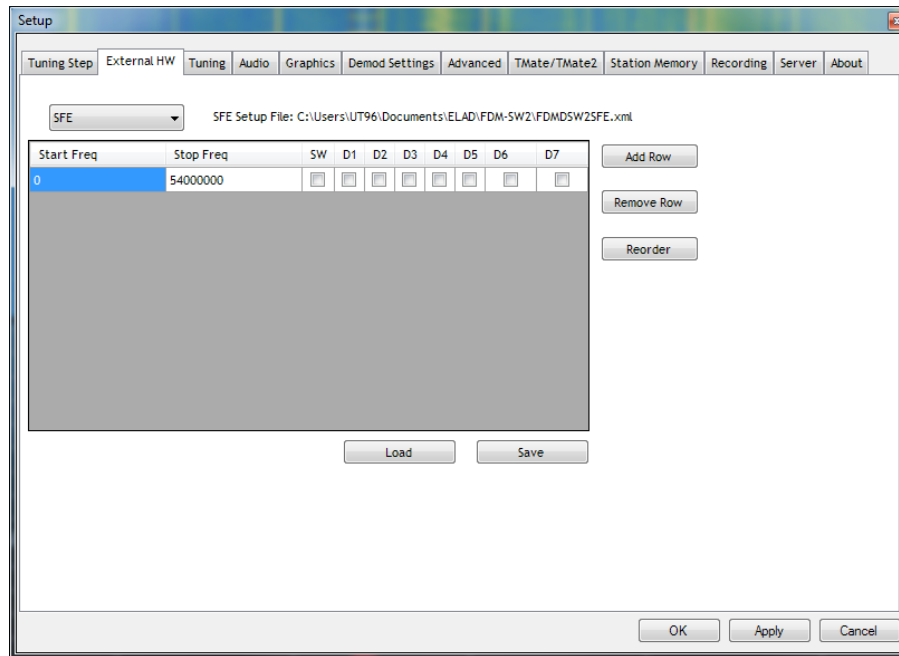 Setup
Tuning Step External HW Tuning Audio Graphics Demod Settings Advanced TMate/TMate2 Station Memory Recording Server About
SFE SFE Setup File: C:\Users\UT96\Documents\ELAD\FDM-SW2\FDMDSW2SFE.xml
Start Freq Stop Freq SW D1 D2 D3 D4 D5 D6 D7 Add Row
0 54000000
Remove Row
Reorder
Load Save
OK Apply Cancel